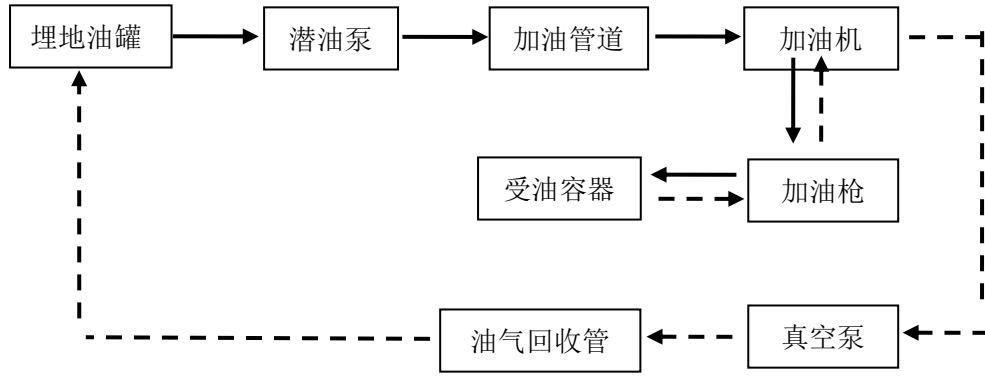 埋地油罐
潜油泵
加油管道
加油机
受油容器
加油枪
油气回收管
真空泵